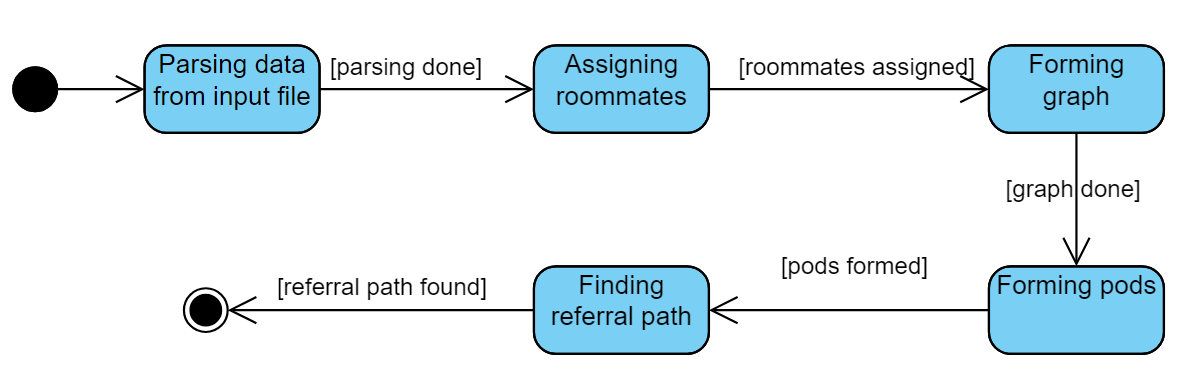 Parsing data
from input file
[parsing done]
Assigning
roommates
[roommates assigned]
Forming
graph
[graph done]
Forming pods
[pods formed]
Finding
referral path
[referral path found]